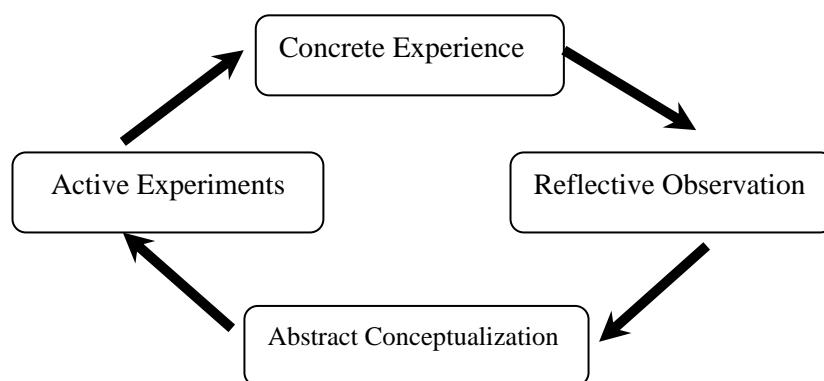 Concrete Experience
Active Experiments
Reflective Observation
Abstract Conceptualization